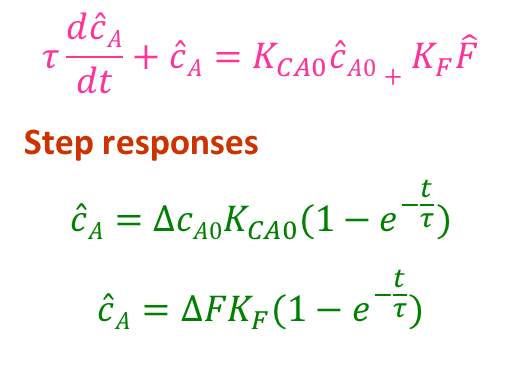 τ dĉ_A/dt + ĉ_A = K_CA0 ĉ_A0 + K_F F̂
Step responses
ĉ_A = Δc_A0 K_CA0 (1 − e^(−t/τ))
ĉ_A = ΔF K_F (1 − e^(−t/τ))